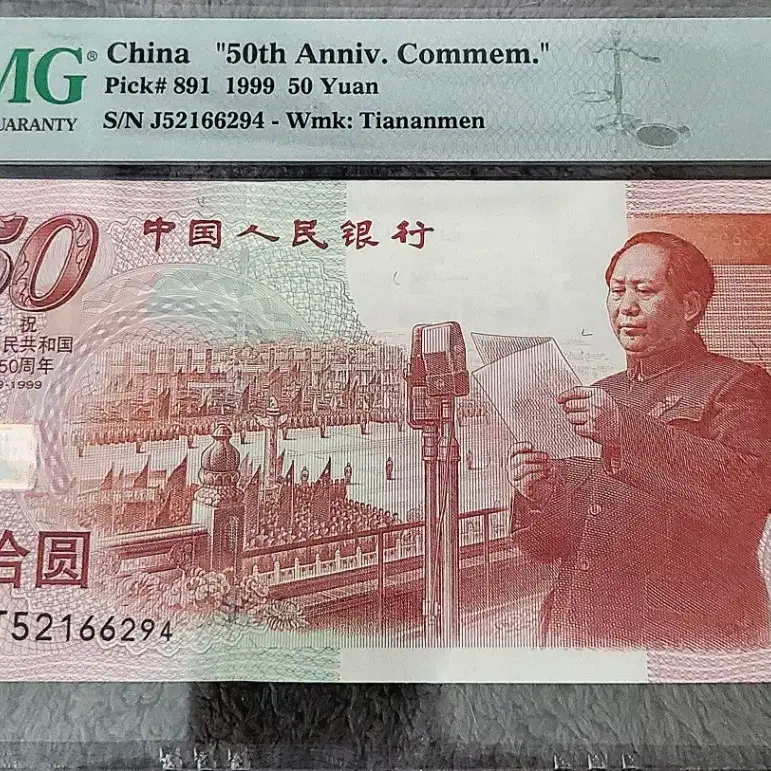 MG® China "50th Anniv. Commem."
Pick# 891 1999 50 Yuan
UARANTY S/N J52166294 - Wmk: Tiananmen
50 中国人民银行
祝
民共和国
50周年
-1999
拾圆
J52166294